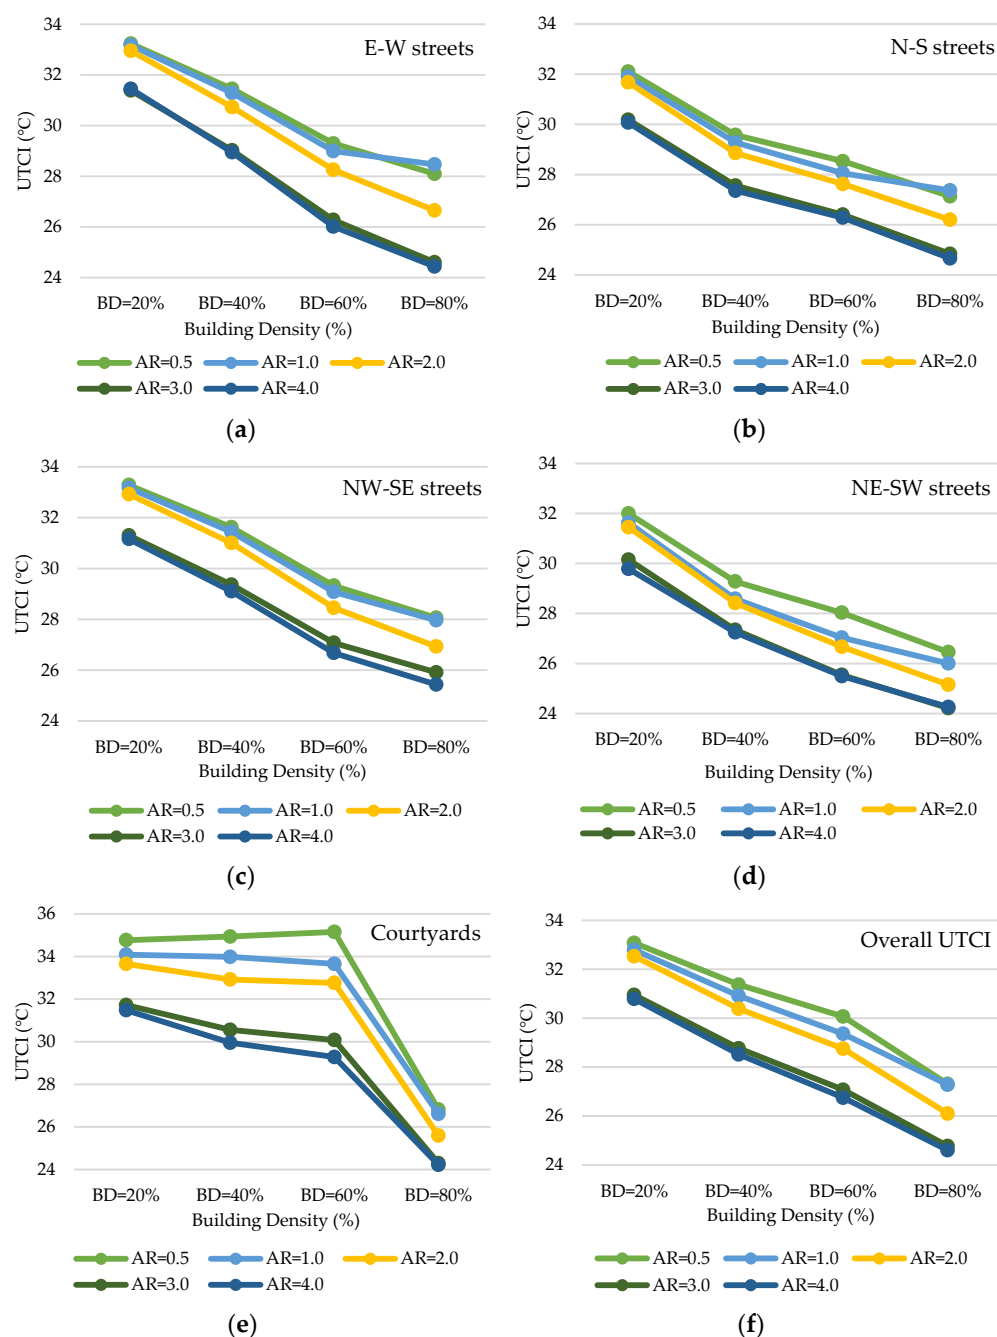 34
32
30
28
26
24
UTCI (°C)
E-W streets
BD=20% BD=40% BD=60% BD=80%
Building Density (%)
AR=0.5 AR=1.0 AR=2.0
AR=3.0 AR=4.0
(a)
34
32
30
28
26
24
UTCI (°C)
N-S streets
BD=20% BD=40% BD=60% BD=80%
Building Density (%)
AR=0.5 AR=1.0 AR=2.0
AR=3.0 AR=4.0
(b)
34
32
30
28
26
24
UTCI (°C)
NW-SE streets
BD=20% BD=40% BD=60% BD=80%
Building Density (%)
AR=0.5 AR=1.0 AR=2.0
AR=3.0 AR=4.0
(c)
34
32
30
28
26
24
UTCI (°C)
NE-SW streets
BD=20% BD=40% BD=60% BD=80%
Building Density (%)
AR=0.5 AR=1.0 AR=2.0
AR=3.0 AR=4.0
(d)
36
34
32
30
28
26
24
UTCI (°C)
Courtyards
BD=20% BD=40% BD=60% BD=80%
Building Density (%)
AR=0.5 AR=1.0 AR=2.0
AR=3.0 AR=4.0
(e)
34
32
30
28
26
24
UTCI (°C)
Overall UTCI
BD=20% BD=40% BD=60% BD=80%
Building Density (%)
AR=0.5 AR=1.0 AR=2.0
AR=3.0 AR=4.0
(f)